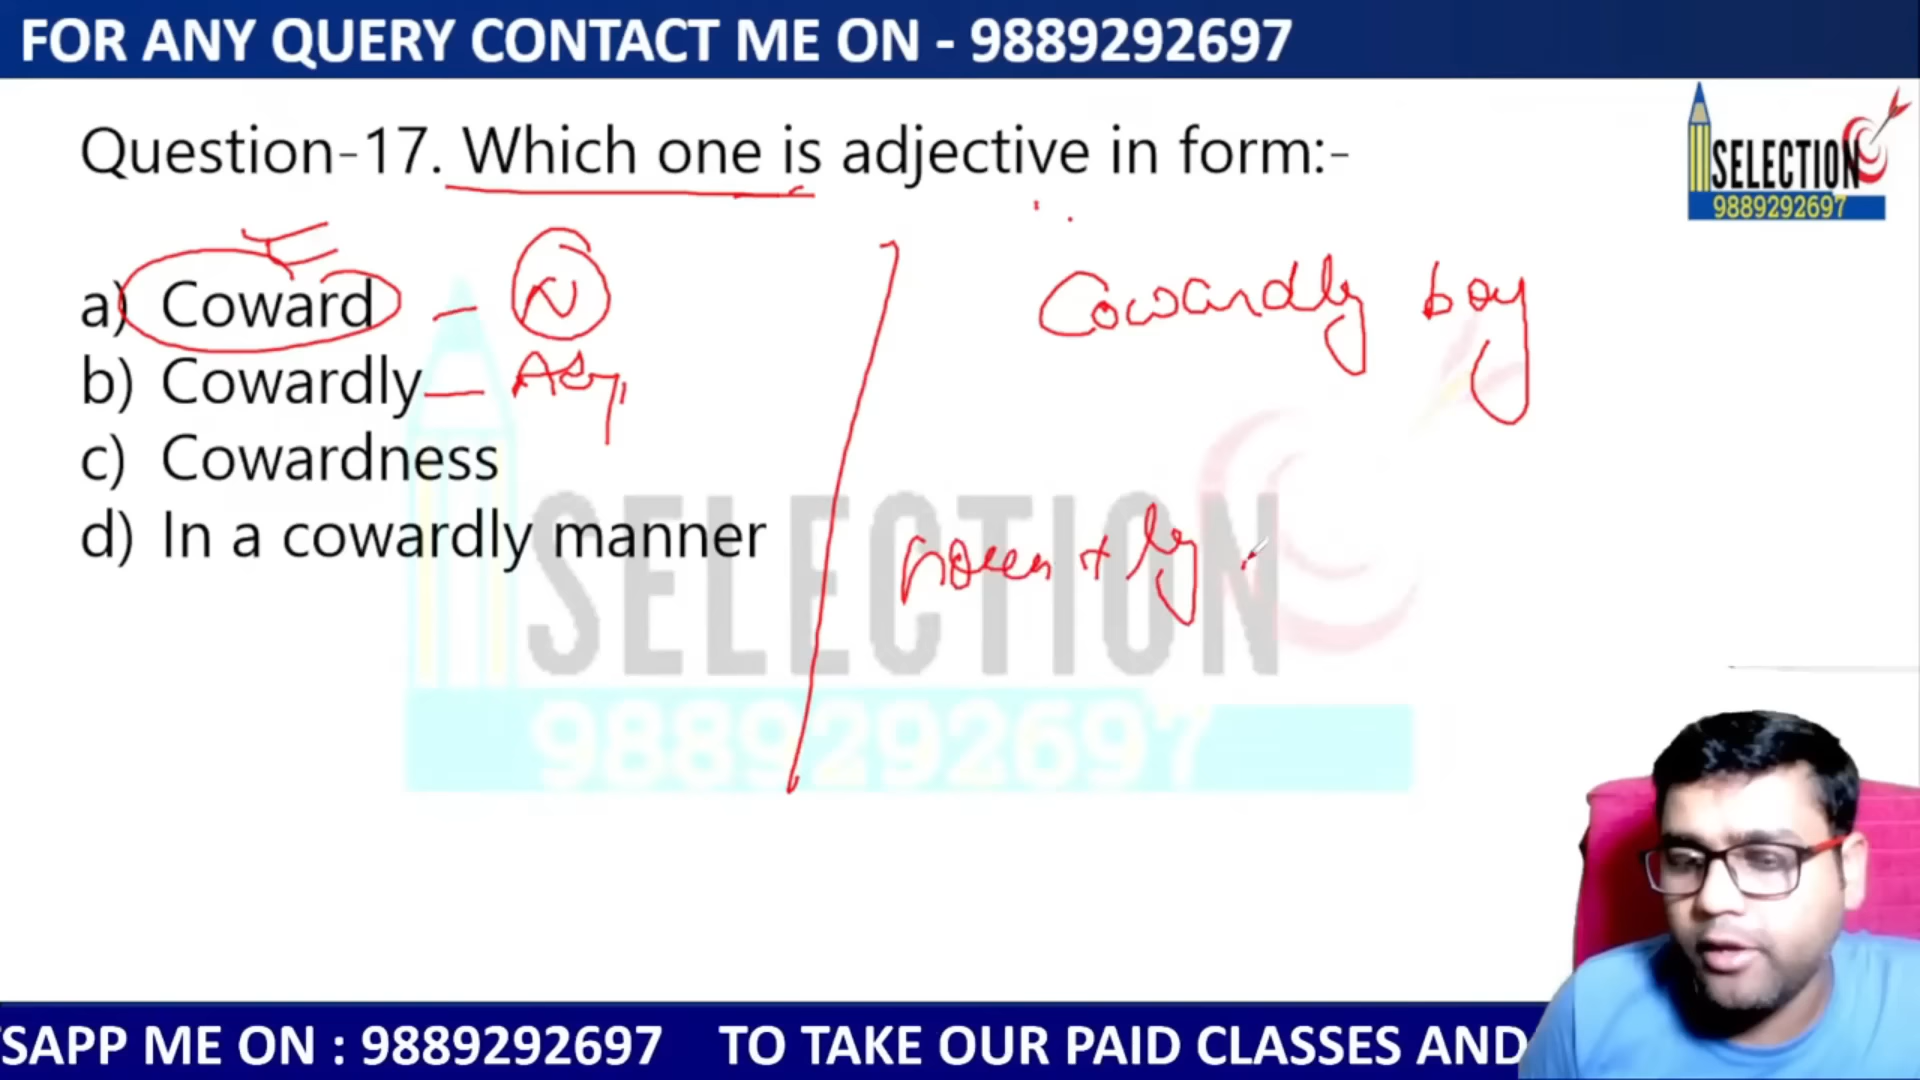 FOR ANY QUERY CONTACT ME ON - 9889292697
SELECTION
9889292697
Question-17. Which one is adjective in form:-
a) Coward - N
b) Cowardly - Adj
c) Cowardness
d) In a cowardly manner
Cowardly boy
noun + ly
SELECTION
9889292697
SAPP ME ON : 9889292697 TO TAKE OUR PAID CLASSES AND